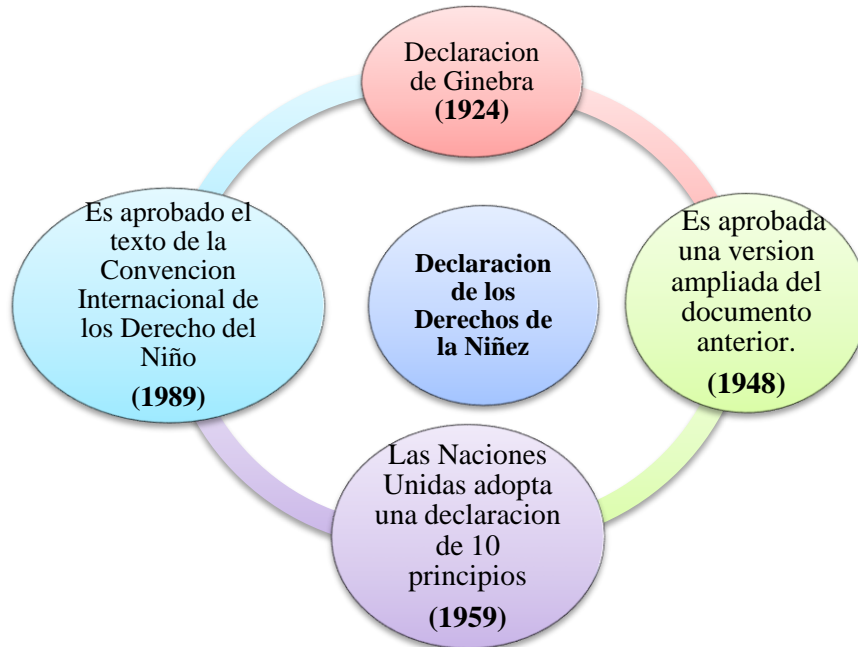 Declaracion
de Ginebra
(1924)
Es aprobada
una version
ampliada del
documento
anterior.
(1948)
Las Naciones
Unidas adopta
una declaracion
de 10
principios
(1959)
Es aprobado el
texto de la
Convencion
Internacional de
los Derecho del
Niño
(1989)
Declaracion
de los
Derechos de
la Niñez